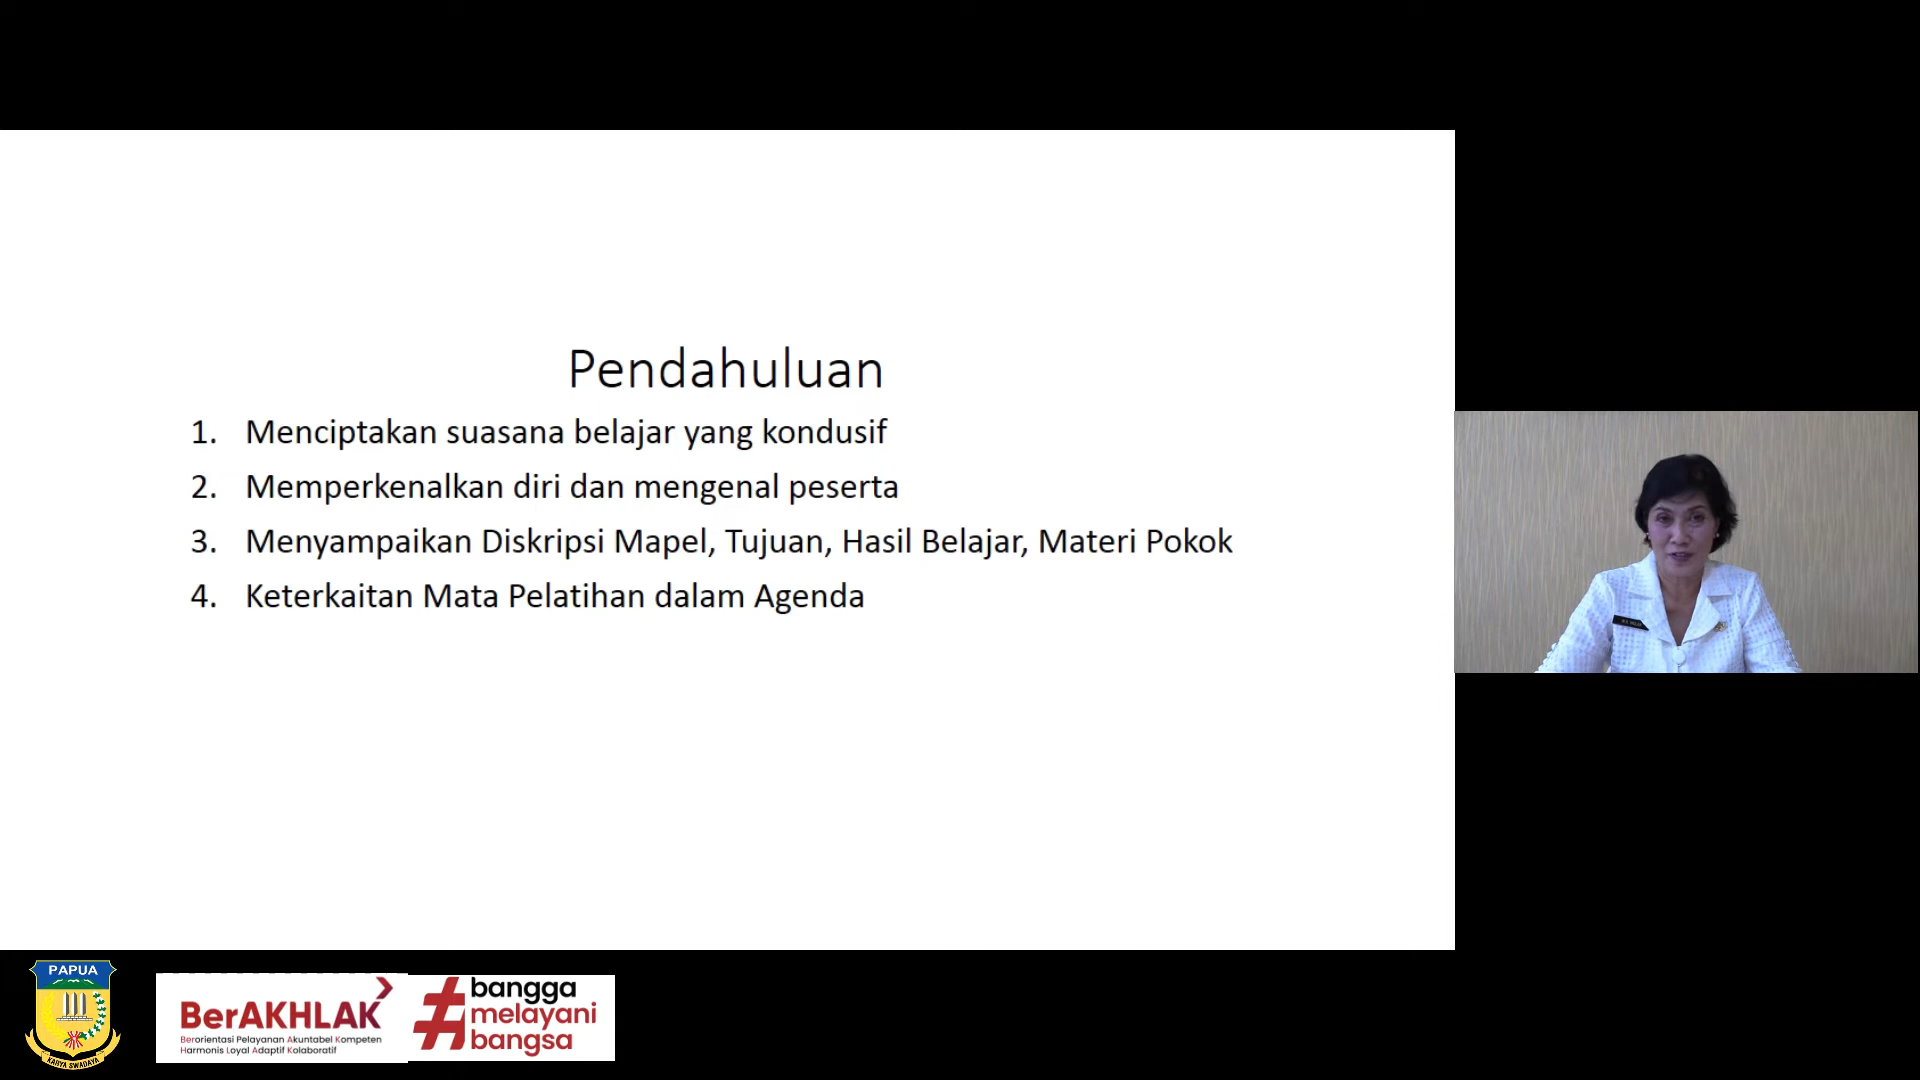 Pendahuluan
1. Menciptakan suasana belajar yang kondusif
2. Memperkenalkan diri dan mengenal peserta
3. Menyampaikan Diskripsi Mapel, Tujuan, Hasil Belajar, Materi Pokok
4. Keterkaitan Mata Pelatihan dalam Agenda
PAPUA
KARYA SWADAYA
BerAKHLAK
Berorientasi Pelayanan Akuntabel Kompeten
Harmonis Loyal Adaptif Kolaboratif
#bangga
melayani
bangsa